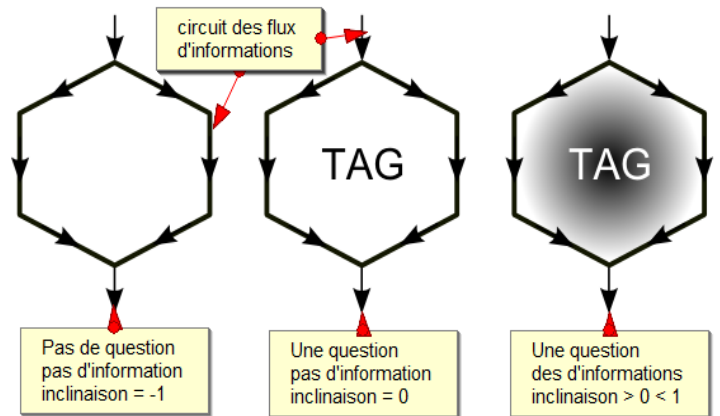 circuit des flux
d'informations
TAG
TAG
Pas de question
pas d'information
inclinaison = -1
Une question
pas d'information
inclinaison = 0
Une question
des d'informations
inclinaison > 0 < 1